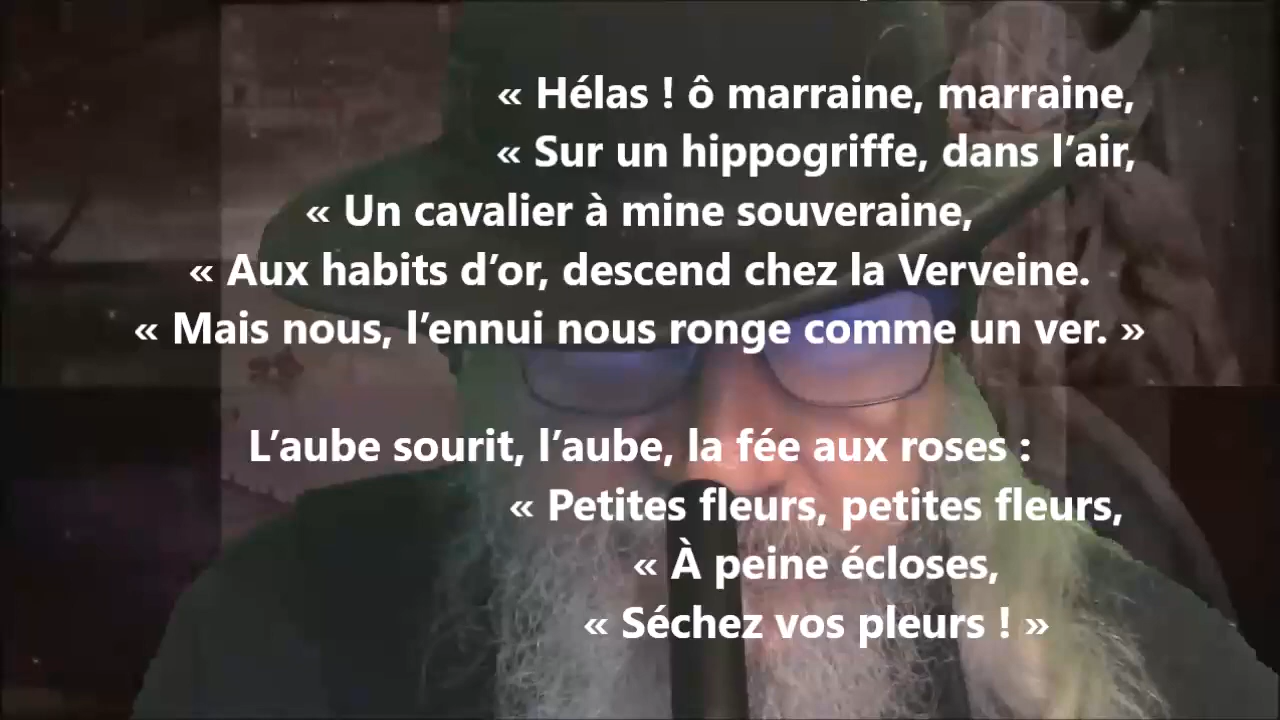 « Hélas ! ô marraine, marraine,
« Sur un hippogriffe, dans l’air,
« Un cavalier à mine souveraine,
« Aux habits d’or, descend chez la Verveine.
« Mais nous, l’ennui nous ronge comme un ver. »
L’aube sourit, l’aube, la fée aux roses :
« Petites fleurs, petites fleurs,
« À peine écloses,
« Séchez vos pleurs ! »